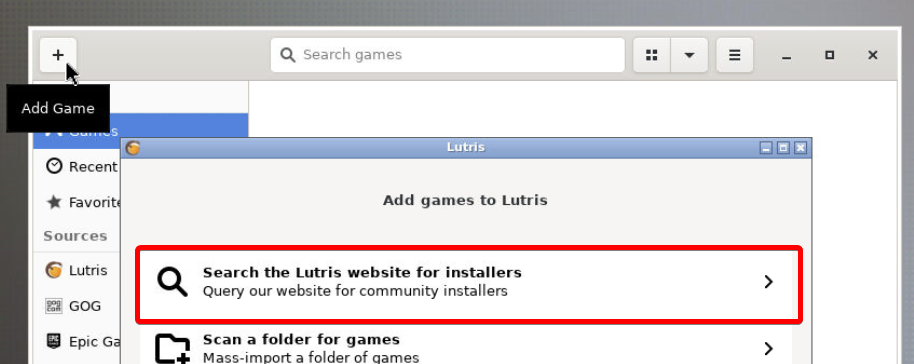 Search games
Add Game
Games
Lutris
Recent
Add games to Lutris
Favorite
Sources
Search the Lutris website for installers
Query our website for community installers
Lutris
GOG
Epic Ga
Scan a folder for games
Mass-import a folder of games